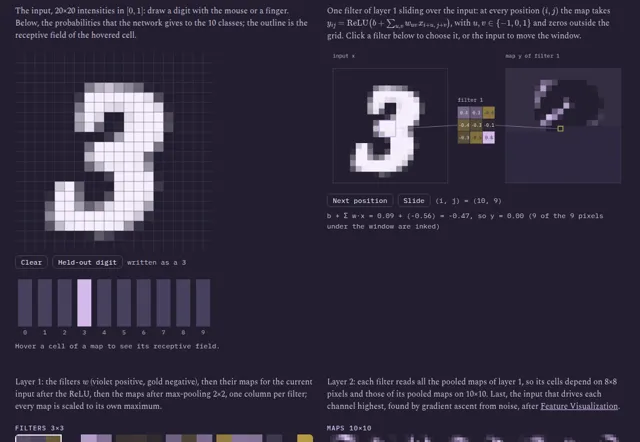 The input, 20×20 intensities in [0, 1]: draw a digit with the mouse or a finger.
Below, the probabilities that the network gives to the 10 classes; the outline is the
receptive field of the hovered cell.
Clear
Held-out digit
written as a 3
0 1 2 3 4 5 6 7 8 9
Hover a cell of a map to see its receptive field.
One filter of layer 1 sliding over the input: at every position (i, j) the map takes
y_{ij} = ReLU(b + ∑_{u,v} w_{uv} x_{i+u, j+v}), with u, v ∈ {−1, 0, 1} and zeros outside the
grid. Click a filter below to choose it, or the input to move the window.
input x
filter 1
map y of filter 1
Next position
Slide
(i, j) = (10, 9)
b + Σ w·x = 0.09 + (-0.56) = -0.47, so y = 0.00 (9 of the 9 pixels
under the window are inked)
Layer 1: the filters w (violet positive, gold negative), then their maps for the current
input after the ReLU, then the maps after max-pooling 2×2, one column per filter;
every map is scaled to its own maximum.
FILTERS 3×3
Layer 2: each filter reads all the pooled maps of layer 1, so its cells depend on 8×8
pixels and those of its pooled maps on 10×10. Last, the input that drives each
channel highest, found by gradient ascent from noise, after Feature Visualization.
MAPS 10×10